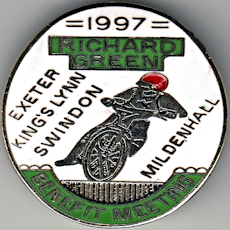 =1997=
RICHARD
GREEN
EXETER
KING'S LYNN
SWINDON
MILDENHALL
BENEFIT MEETING